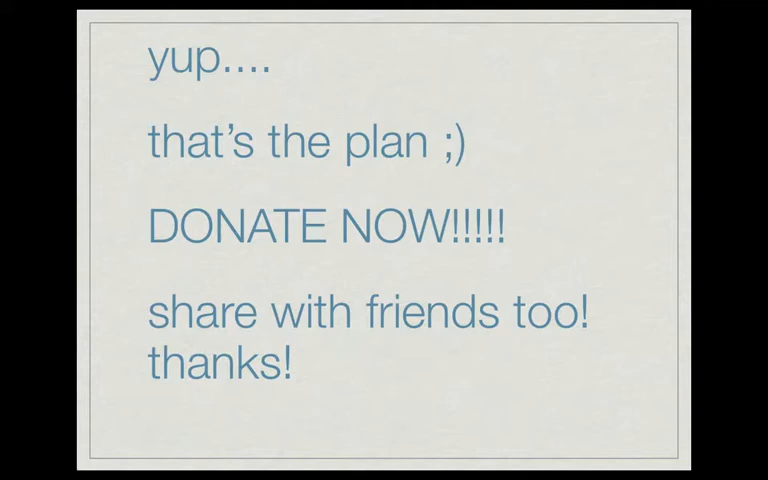 yup....
that's the plan ;)
DONATE NOW!!!!!
share with friends too!
thanks!